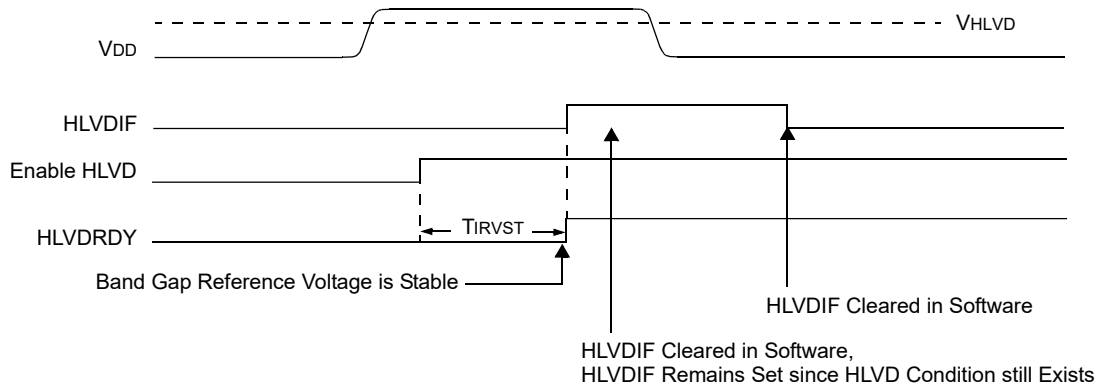 VHLVD
VDD
HLVDIF
Enable HLVD
TIRVST
HLVDRDY
Band Gap Reference Voltage is Stable
HLVDIF Cleared in Software
HLVDIF Cleared in Software,
HLVDIF Remains Set since HLVD Condition still Exists